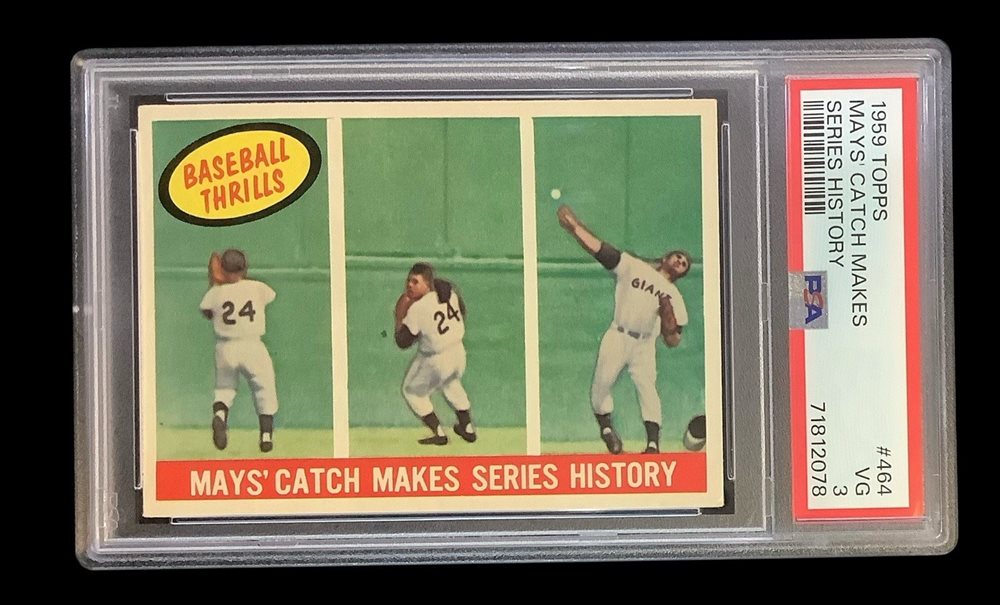 BASEBALL
THRILLS
24
24
GIANT
MAYS' CATCH MAKES SERIES HISTORY
1959 TOPPS
MAYS' CATCH MAKES
SERIES HISTORY
#464
VG
3
PSA
71812078